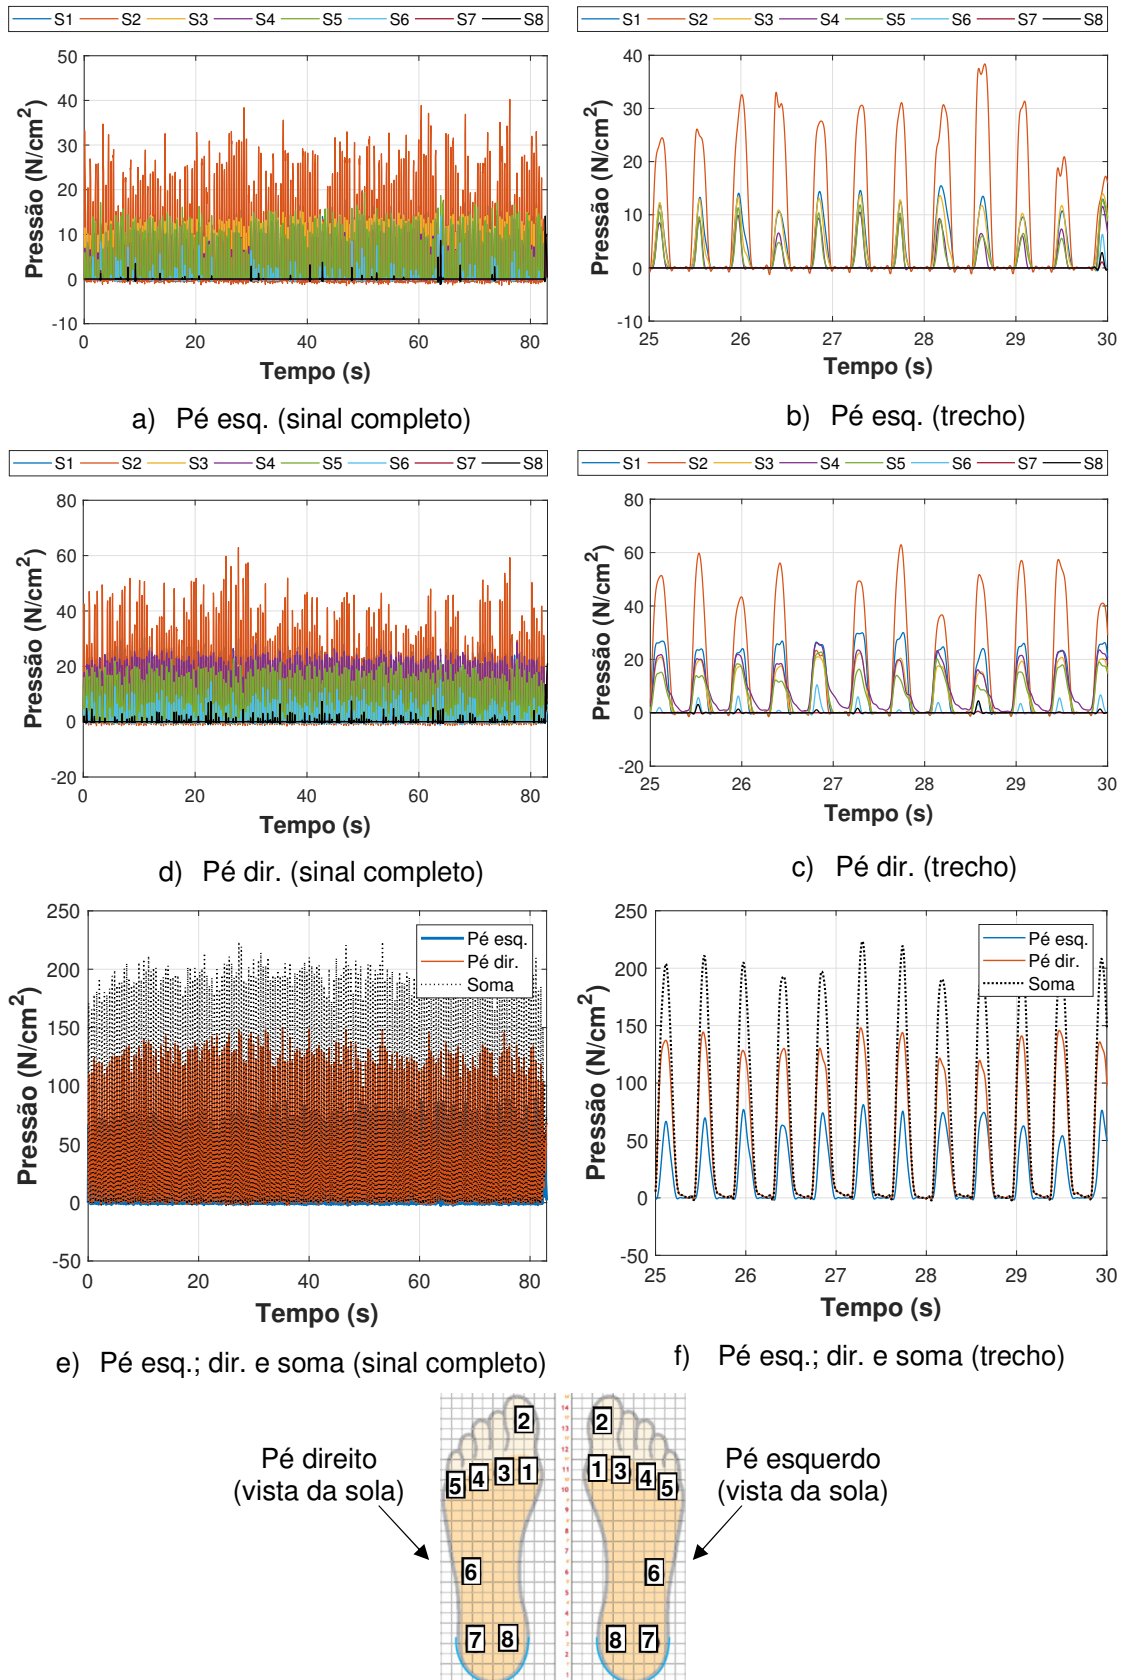 S1 S2 S3 S4 S5 S6 S7 S8
50
40
30
20
10
0
-10
0 20 40 60 80
Pressão (N/cm²)
Tempo (s)
a) Pé esq. (sinal completo)
S1 S2 S3 S4 S5 S6 S7 S8
40
30
20
10
0
-10
25 26 27 28 29 30
Pressão (N/cm²)
Tempo (s)
b) Pé esq. (trecho)
S1 S2 S3 S4 S5 S6 S7 S8
80
60
40
20
0
-20
0 20 40 60 80
Pressão (N/cm²)
Tempo (s)
d) Pé dir. (sinal completo)
S1 S2 S3 S4 S5 S6 S7 S8
80
60
40
20
0
-20
25 26 27 28 29 30
Pressão (N/cm²)
Tempo (s)
c) Pé dir. (trecho)
250
200
150
100
50
0
-50
0 20 40 60 80
Pressão (N/cm²)
Tempo (s)
Pé esq.
Pé dir.
Soma
e) Pé esq.; dir. e soma (sinal completo)
250
200
150
100
50
0
-50
25 26 27 28 29 30
Pressão (N/cm²)
Tempo (s)
Pé esq.
Pé dir.
Soma
f) Pé esq.; dir. e soma (trecho)
Pé direito
(vista da sola)
2
5 4 3 1
6
7 8
2
1 3 4 5
6
8 7
Pé esquerdo
(vista da sola)